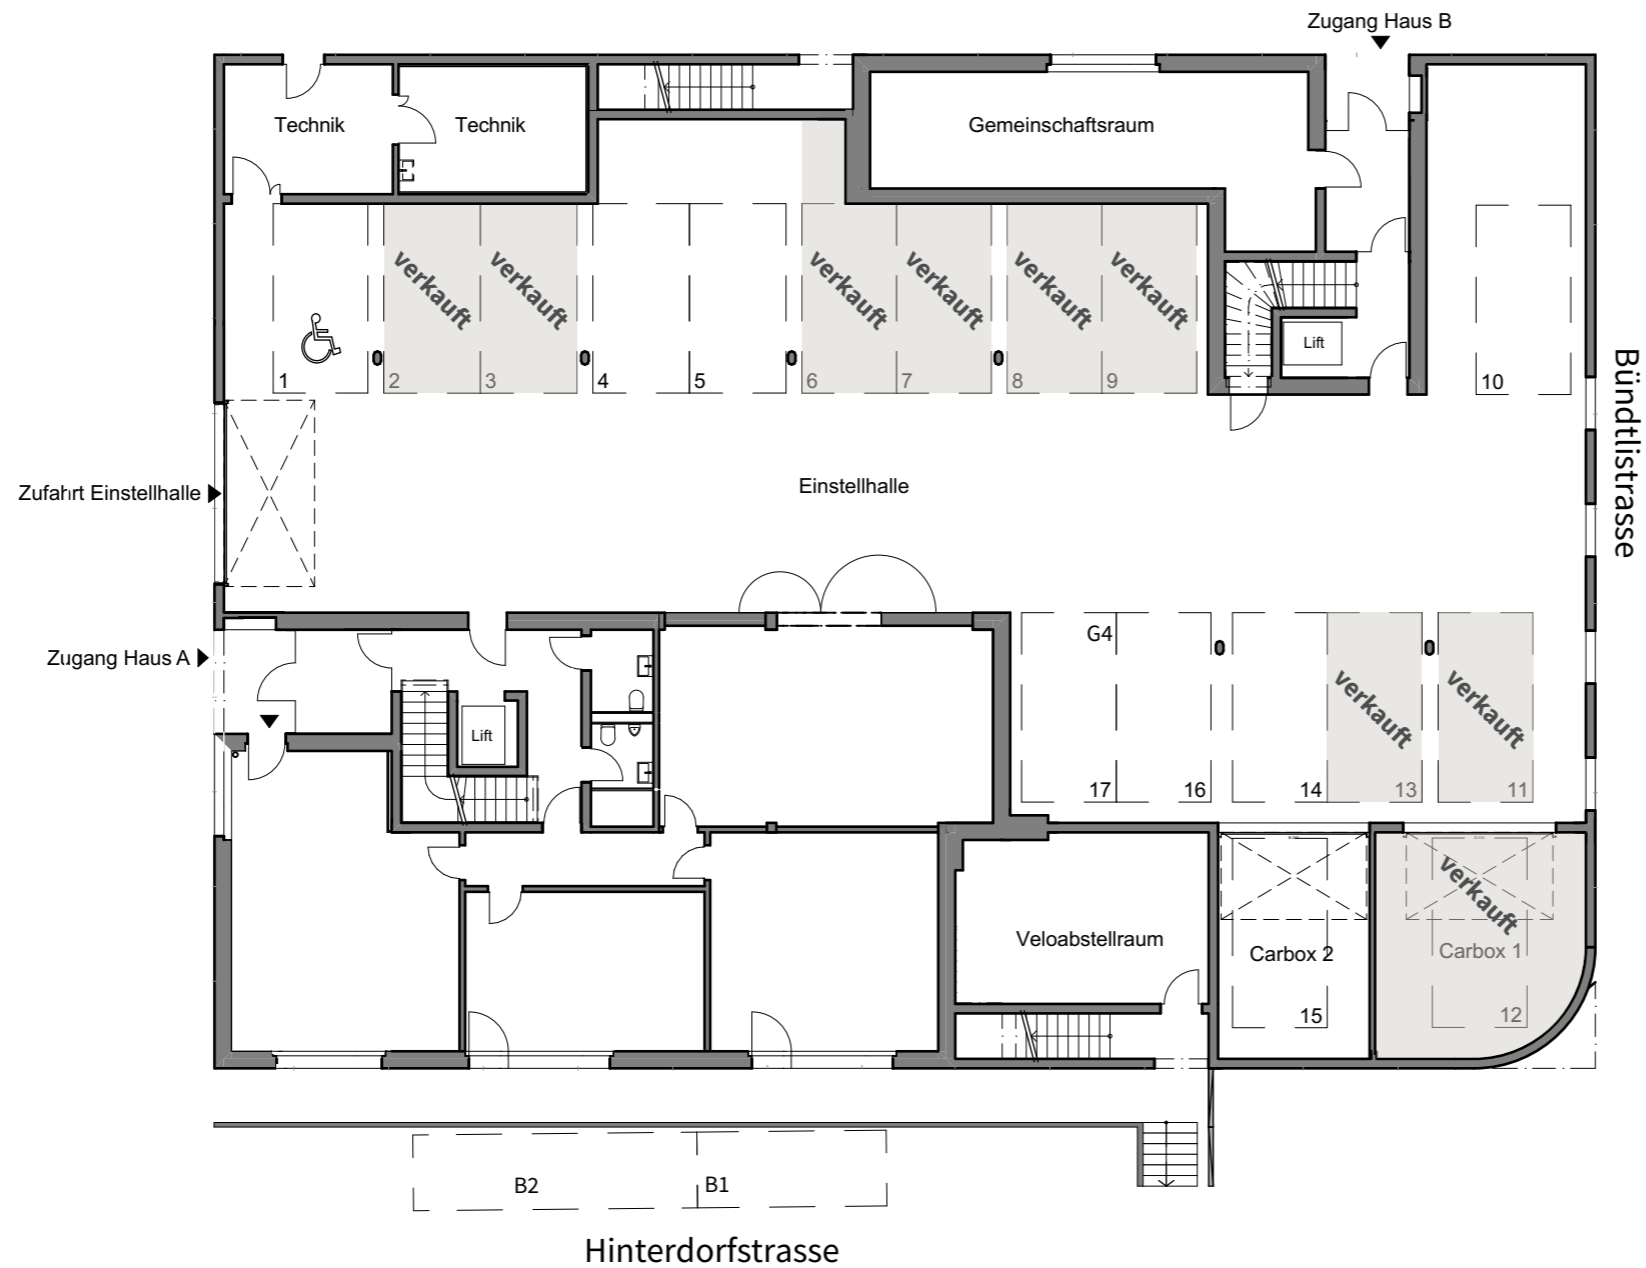 Zugang Haus B
Technik
Technik
Gemeinschaftsraum
verkauft
verkauft
verkauft
verkauft
verkauft
verkauft
Lift
1
2
3
4
5
6
7
8
9
10
Bündtlistrasse
Zufahrt Einstellhalle
Einstellhalle
Zugang Haus A
G4
Lift
verkauft
verkauft
17
16
14
13
11
verkauft
Veloabstellraum
Carbox 2
Carbox 1
15
12
B2
B1
Hinterdorfstrasse